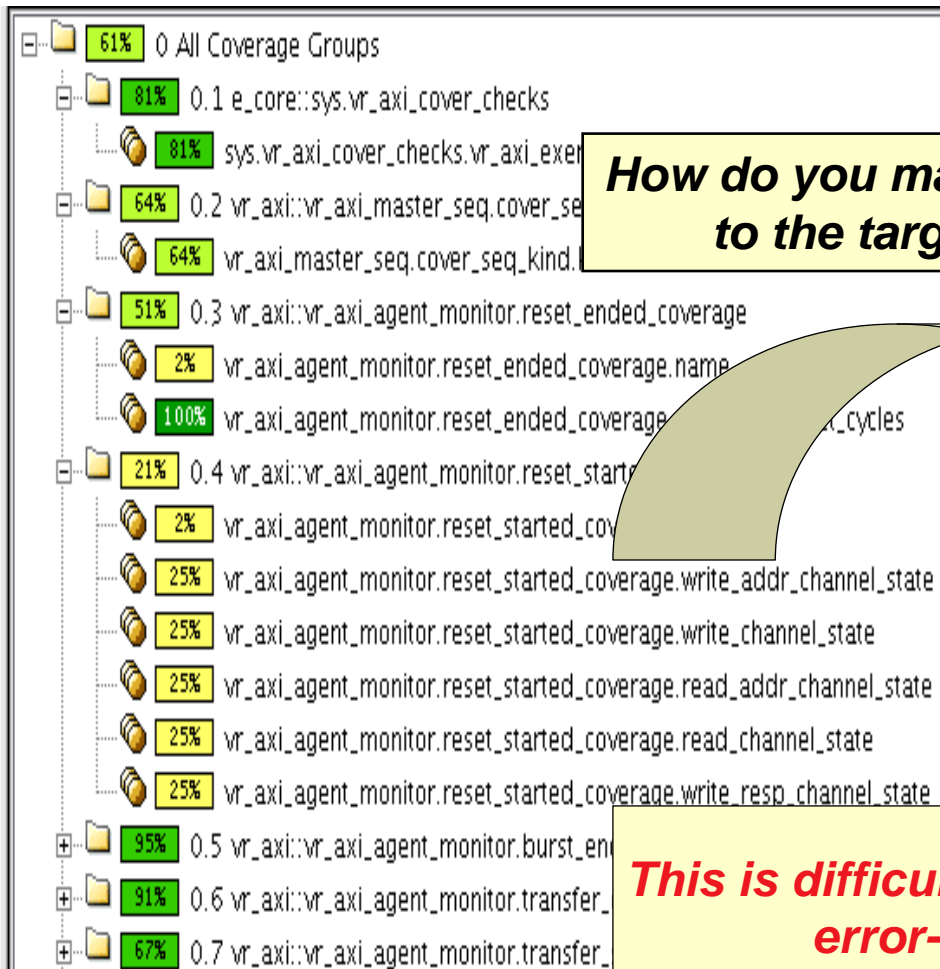 61% 0 All Coverage Groups
81% 0.1 e_core::sys.vr_axi_cover_checks
81% sys.vr_axi_cover_checks.vr_axi_exer
How do you ma
to the targ
64% 0.2 vr_axi::vr_axi_master_seq.cover_se
64% vr_axi_master_seq.cover_seq_kind.
51% 0.3 vr_axi::vr_axi_agent_monitor.reset_ended_coverage
2% vr_axi_agent_monitor.reset_ended_coverage.name
100% vr_axi_agent_monitor.reset_ended_coverage _cycles
21% 0.4 vr_axi::vr_axi_agent_monitor.reset_starte
2% vr_axi_agent_monitor.reset_started_cov
25% vr_axi_agent_monitor.reset_started_coverage.write_addr_channel_state
25% vr_axi_agent_monitor.reset_started_coverage.write_channel_state
25% vr_axi_agent_monitor.reset_started_coverage.read_addr_channel_state
25% vr_axi_agent_monitor.reset_started_coverage.read_channel_state
25% vr_axi_agent_monitor.reset_started_coverage.write_resp_channel_state
95% 0.5 vr_axi::vr_axi_agent_monitor.burst_en
91% 0.6 vr_axi::vr_axi_agent_monitor.transfer_
67% 0.7 vr_axi::vr_axi_agent_monitor.transfer_
This is difficu
error-